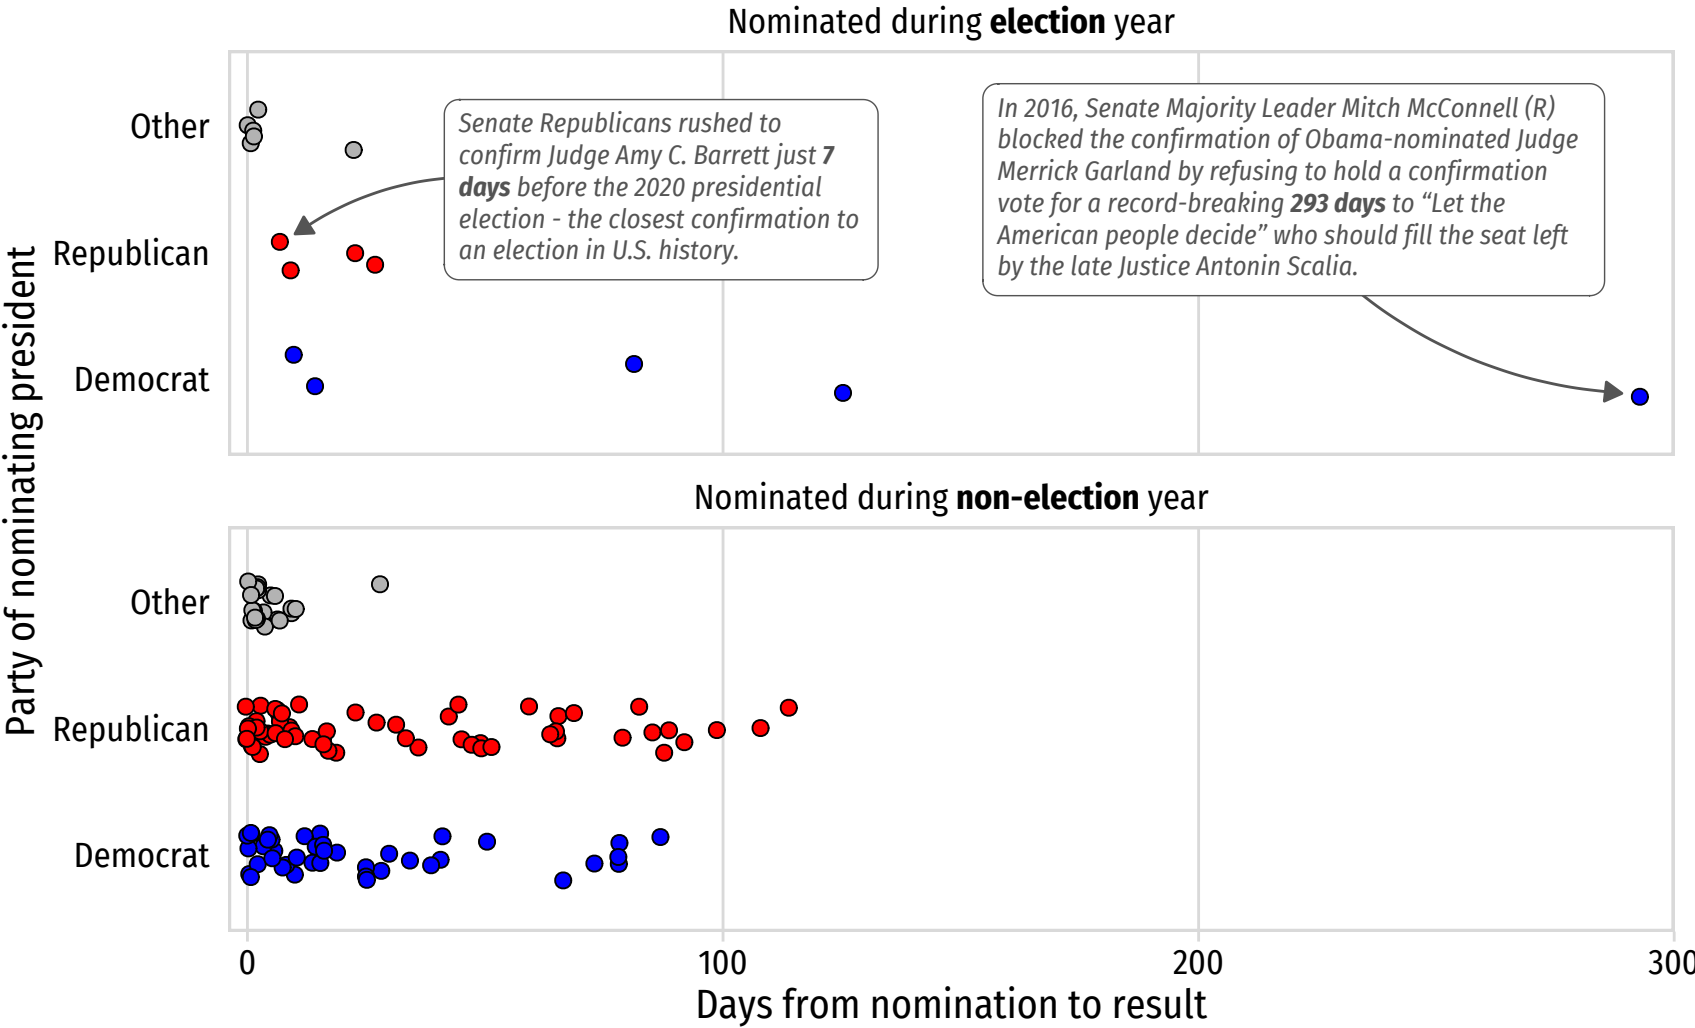 Nominated during election year
Other
Republican
Democrat
Senate Republicans rushed to
confirm Judge Amy C. Barrett just 7
days before the 2020 presidential
election - the closest confirmation to
an election in U.S. history.
In 2016, Senate Majority Leader Mitch McConnell (R)
blocked the confirmation of Obama-nominated Judge
Merrick Garland by refusing to hold a confirmation
vote for a record-breaking 293 days to “Let the
American people decide” who should fill the seat left
by the late Justice Antonin Scalia.
Party of nominating president
Nominated during non-election year
Other
Republican
Democrat
0
100
200
300
Days from nomination to result